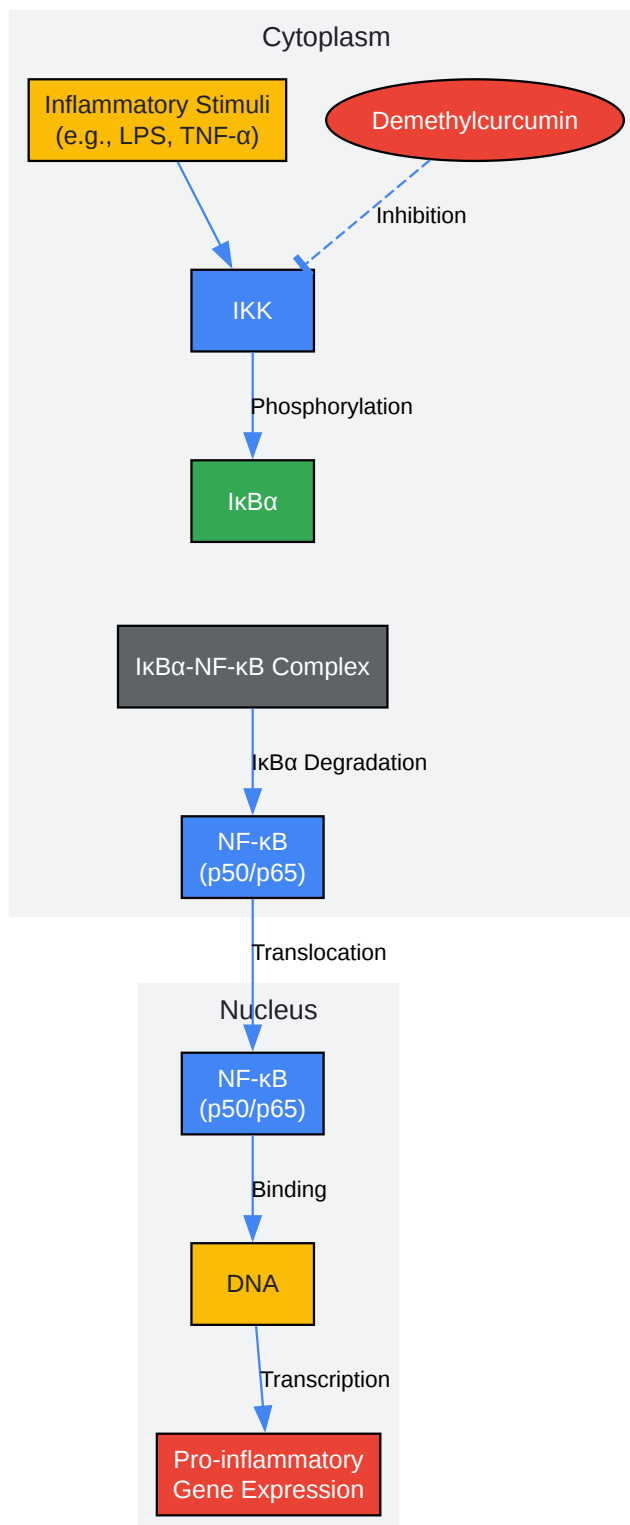 Cytoplasm
Inflammatory Stimuli
(e.g., LPS, TNF-α)
Demethylcurcumin
Inhibition
IKK
Phosphorylation
IκBα
IκBα-NF-κB Complex
IκBα Degradation
NF-κB
(p50/p65)
Translocation
Nucleus
NF-κB
(p50/p65)
Binding
DNA
Transcription
Pro-inflammatory
Gene Expression